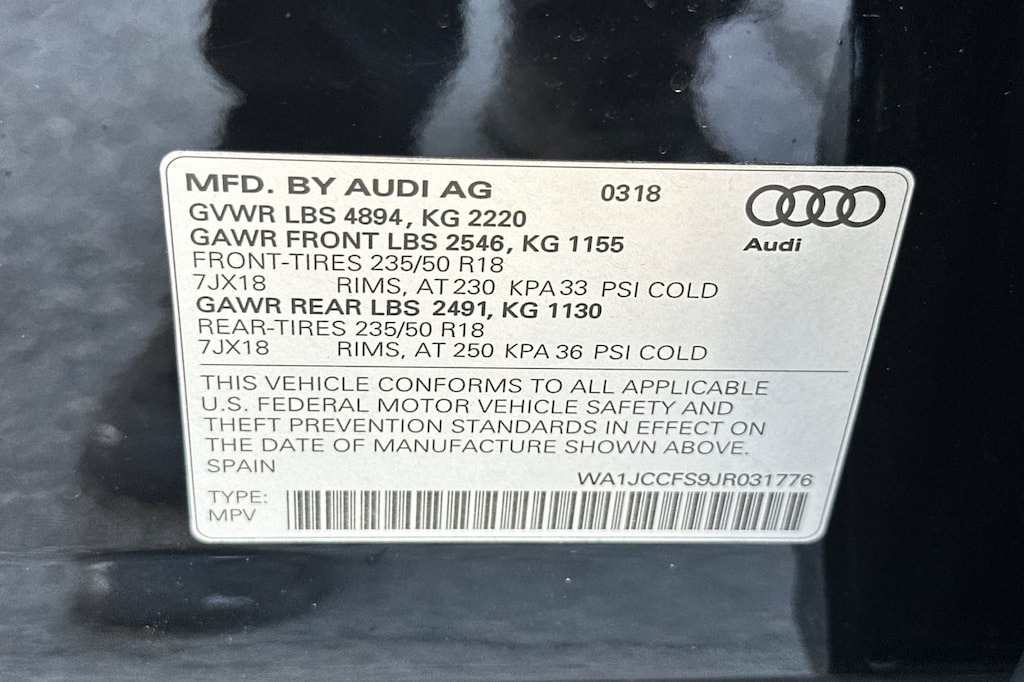 MFD. BY AUDI AG 0318
GVWR LBS 4894, KG 2220
GAWR FRONT LBS 2546, KG 1155
Audi
FRONT-TIRES 235/50 R18
7JX18 RIMS, AT 230 KPA 33 PSI COLD
GAWR REAR LBS 2491, KG 1130
REAR-TIRES 235/50 R18
7JX18 RIMS, AT 250 KPA 36 PSI COLD
THIS VEHICLE CONFORMS TO ALL APPLICABLE
U.S. FEDERAL MOTOR VEHICLE SAFETY AND
THEFT PREVENTION STANDARDS IN EFFECT ON
THE DATE OF MANUFACTURE SHOWN ABOVE.
SPAIN
WA1JCCFS9JR031776
TYPE:
MPV